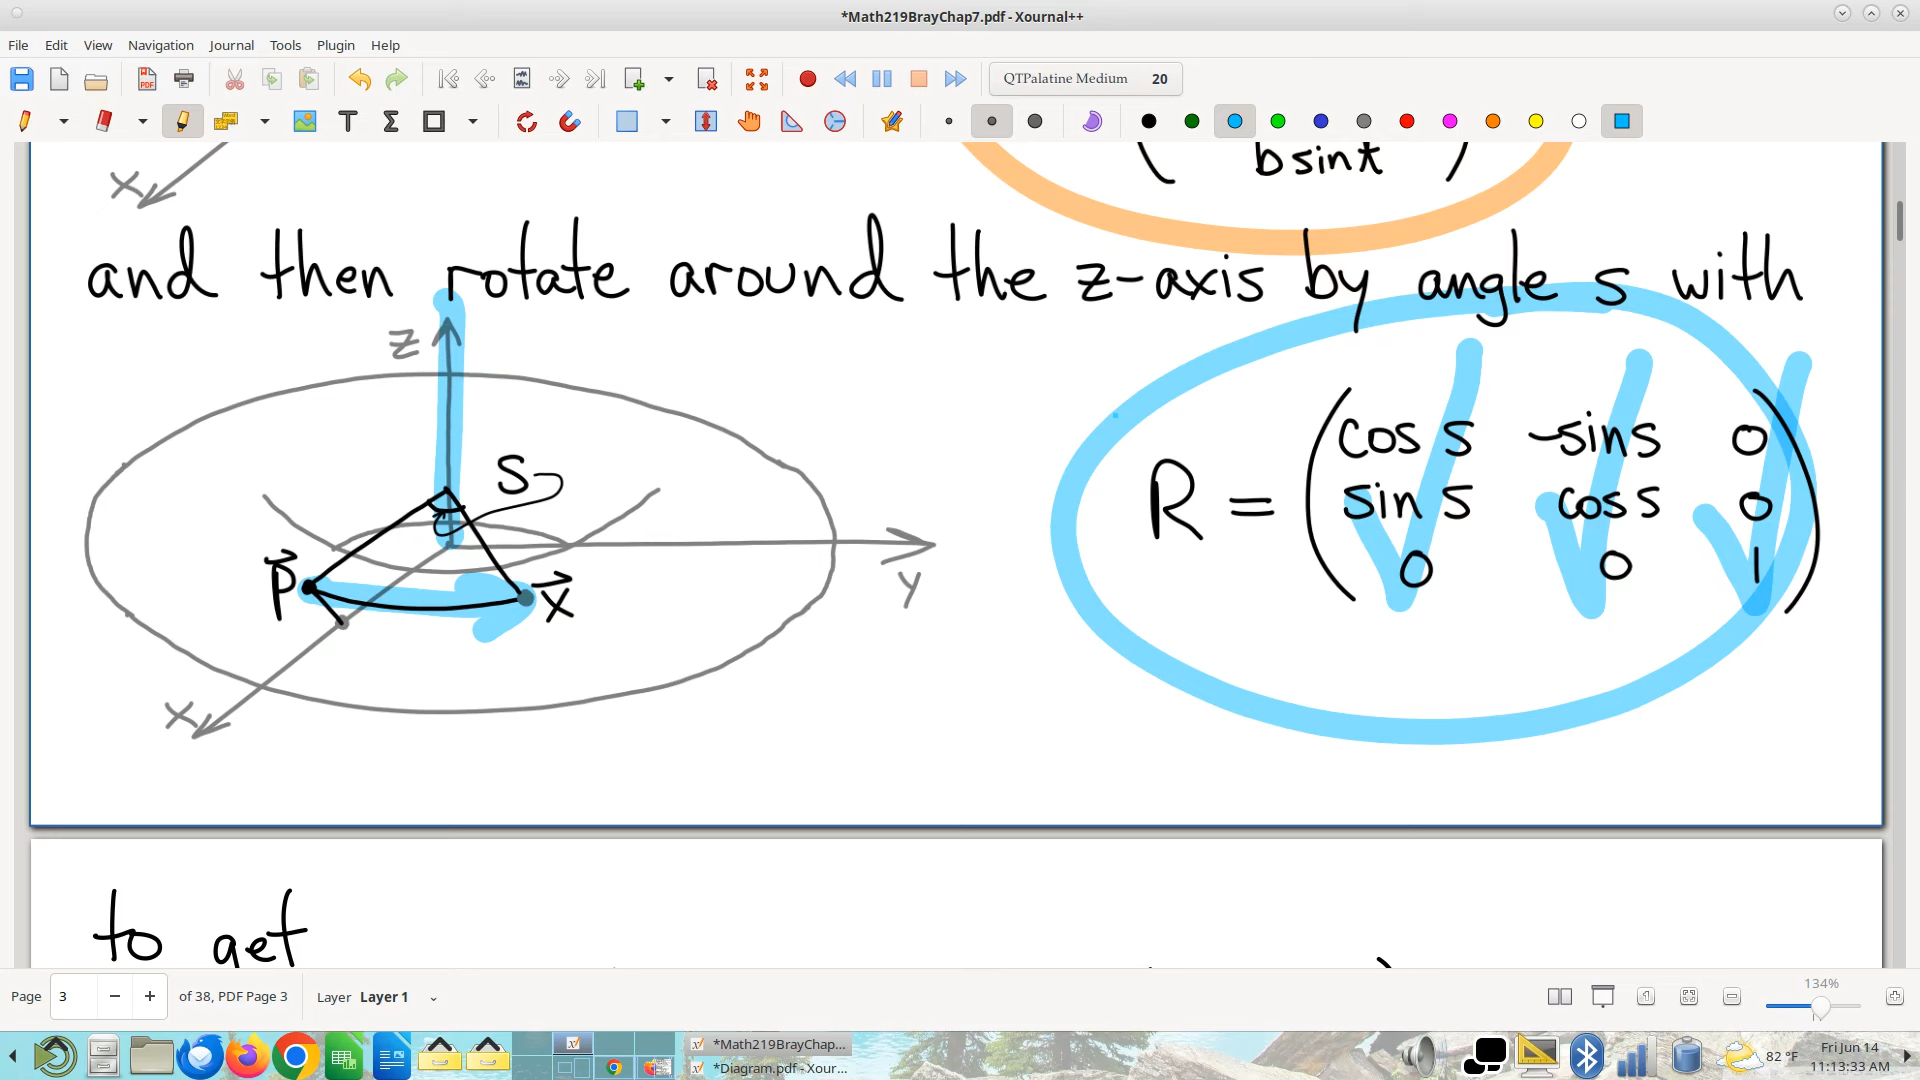 *Math219BrayChap7.pdf - Xournal++
File Edit View Navigation Journal Tools Plugin Help
QTPalatine Medium 20
b sin t
x
and then rotate around the z-axis by angle s with
z
s
R = ( cos s -sin s 0
sin s cos s 0
0 0 1 )
p⃗
x⃗
y
x
to get
Page 3 of 38, PDF Page 3 Layer Layer 1
134%
*Math219BrayChap...
*Diagram.pdf - Xour...
82 °F
Fri Jun 14
11:13:33 AM